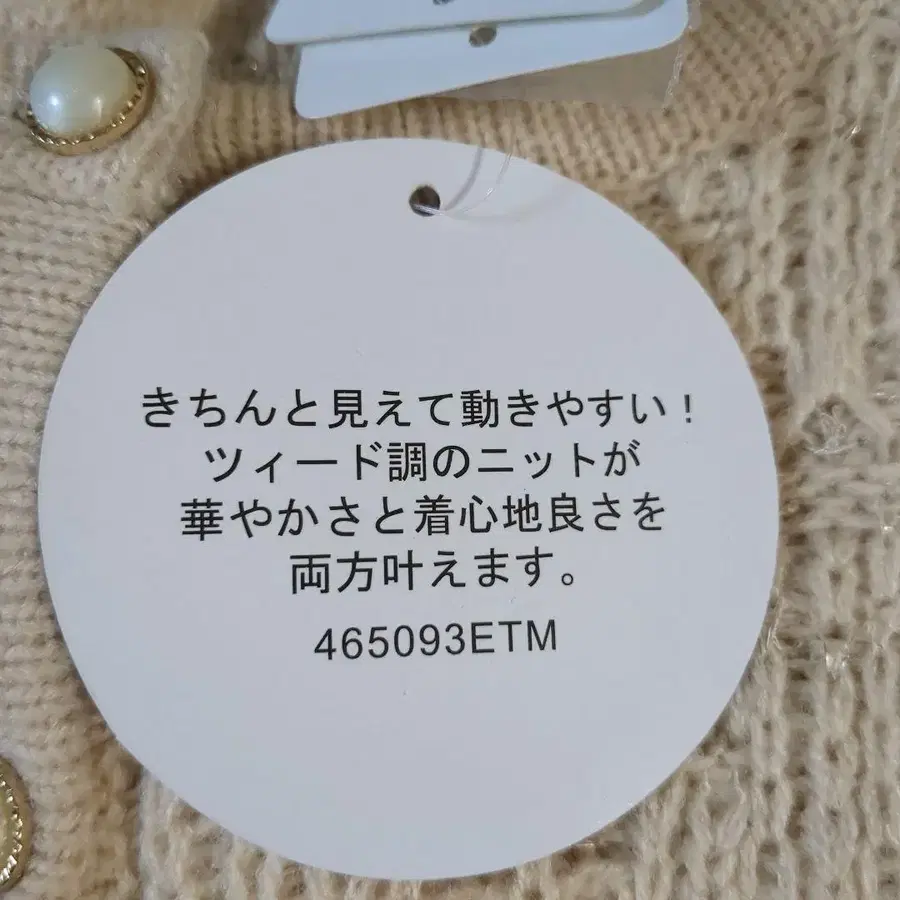 きちんと見えて動きやすい!
ツィード調のニットが
華やかさと着心地良さを
両方叶えます。
465093ETM